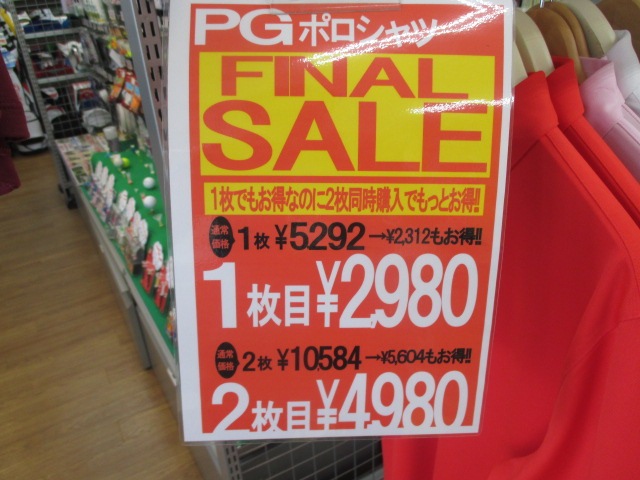 PGポロシャツ
FINAL
SALE
1枚でもお得なのに2枚同時購入でもっとお得!!
通常価格 1枚 ¥5292→¥2,312もお得!!
1枚目¥2,980
通常価格 2枚 ¥10,584→¥5,604もお得!!
2枚目¥4,980